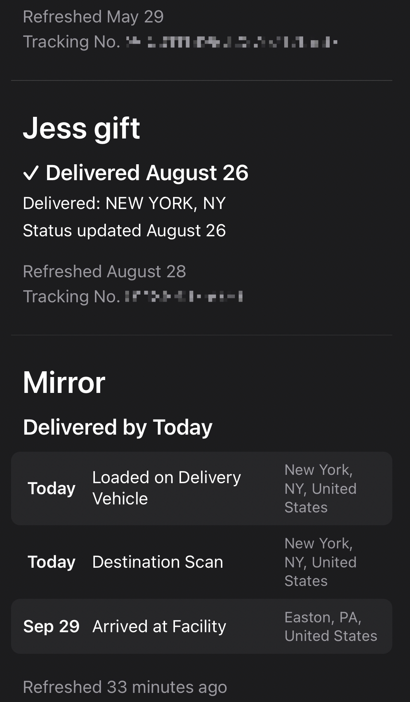 Refreshed May 29
Tracking No.
Jess gift
✓ Delivered August 26
Delivered: NEW YORK, NY
Status updated August 26
Refreshed August 28
Tracking No.
Mirror
Delivered by Today
Today
Loaded on Delivery
Vehicle
New York,
NY, United
States
Today
Destination Scan
New York,
NY, United
States
Sep 29
Arrived at Facility
Easton, PA,
United States
Refreshed 33 minutes ago